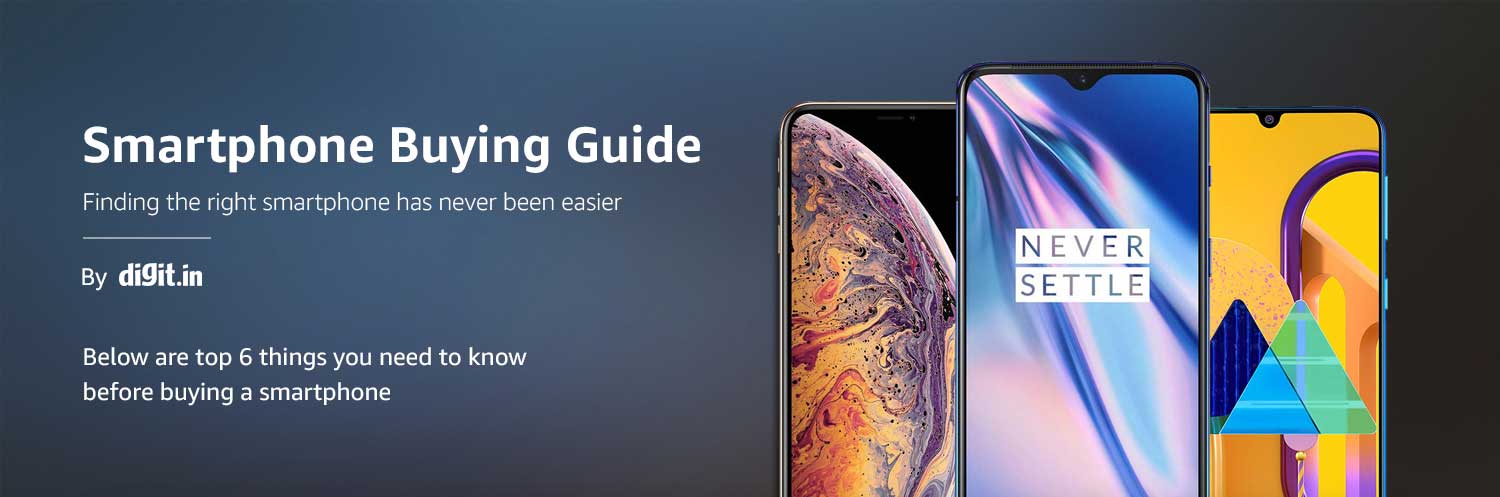 Smartphone Buying Guide
Finding the right smartphone has never been easier
By digit.in
Below are top 6 things you need to know
before buying a smartphone
NEVER
SETTLE